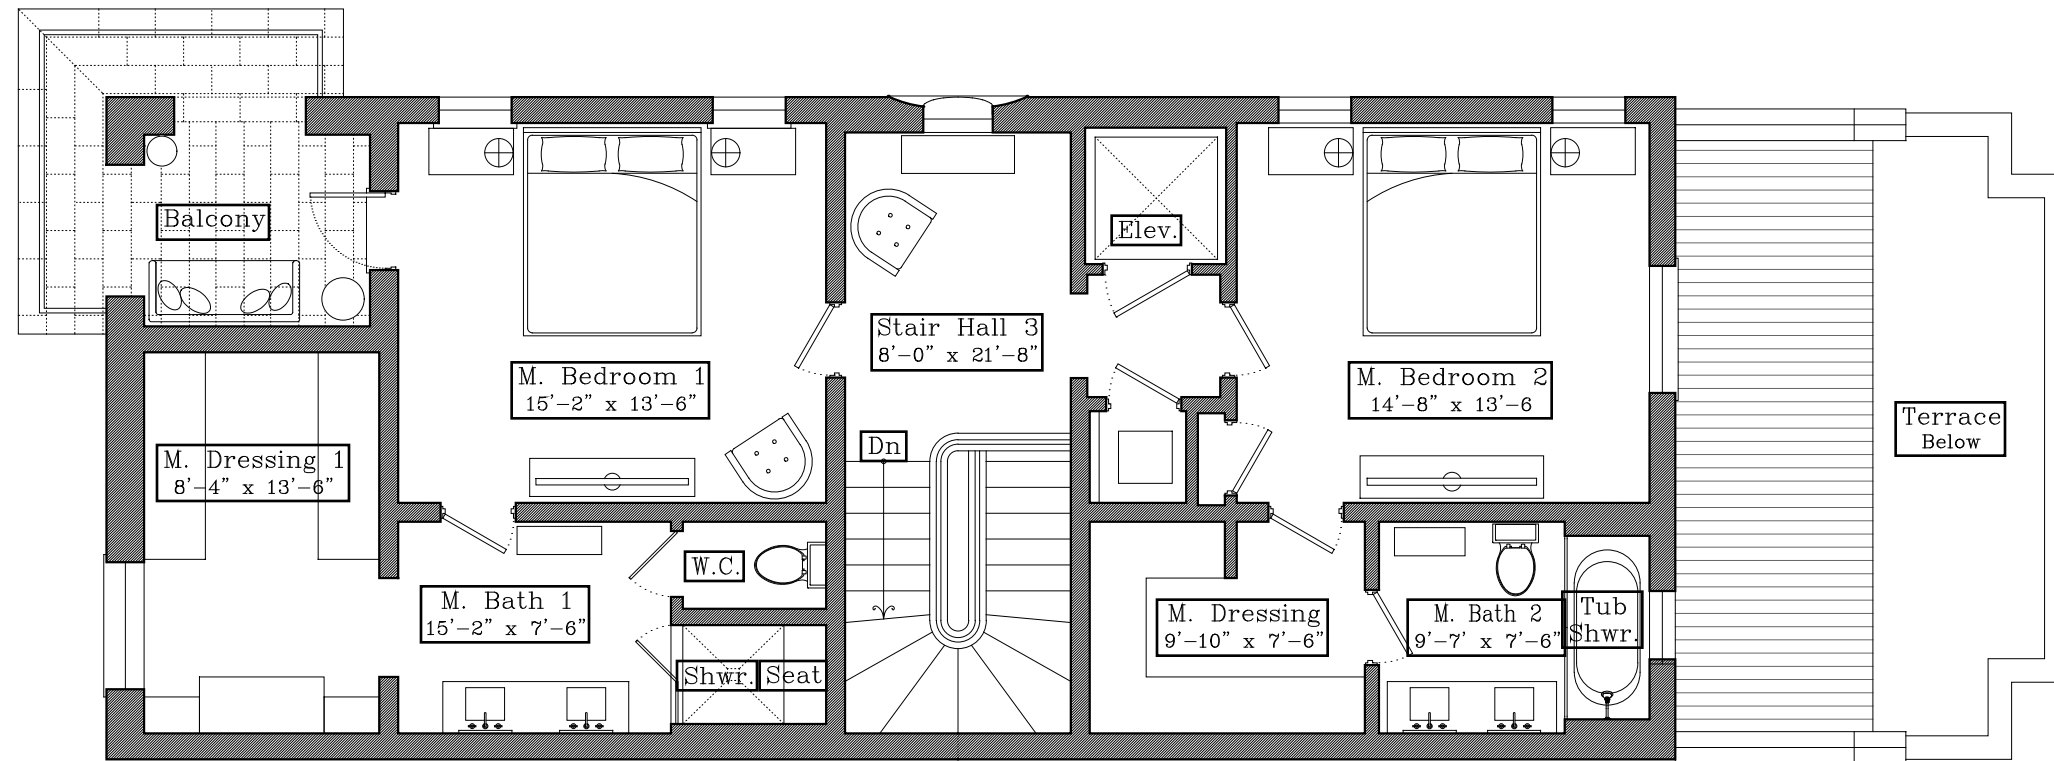 Balcony
Elev.
Stair Hall 3
8'-0" x 21'-8"
M. Bedroom 1
15'-2" x 13'-6"
M. Bedroom 2
14'-8" x 13'-6
Terrace
Below
Dn
M. Dressing 1
8'-4" x 13'-6"
W.C.
M. Bath 1
15'-2" x 7'-6"
M. Dressing
9'-10" x 7'-6"
M. Bath 2
9'-7' x 7'-6"
Tub
Shwr.
Shwr.
Seat